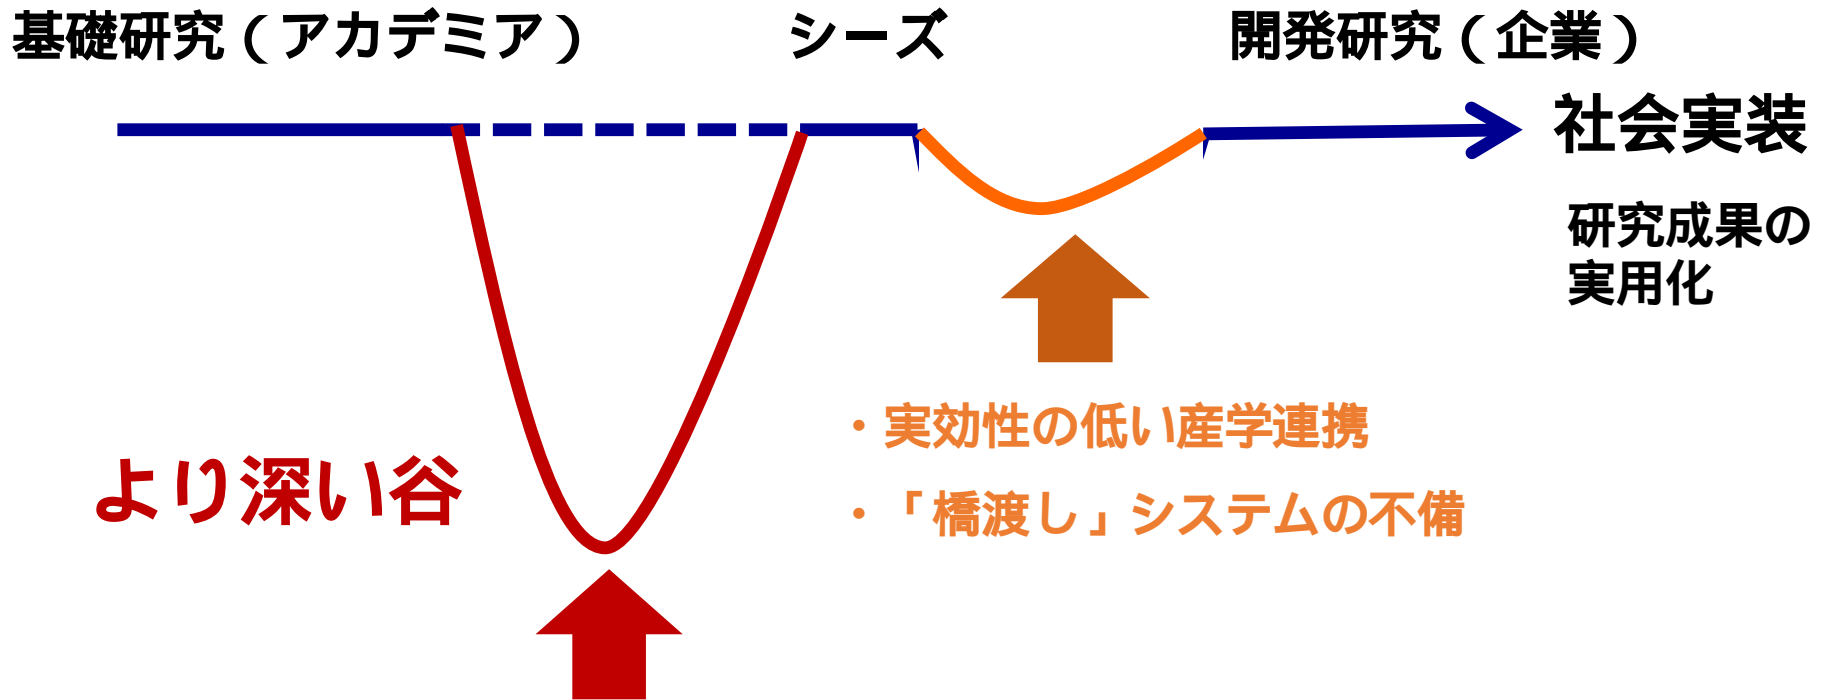 基礎研究（アカデミア）
シーズ
開発研究（企業）
社会実装
研究成果の
実用化
・実効性の低い産学連携
より深い谷
・「橋渡し」システムの不備